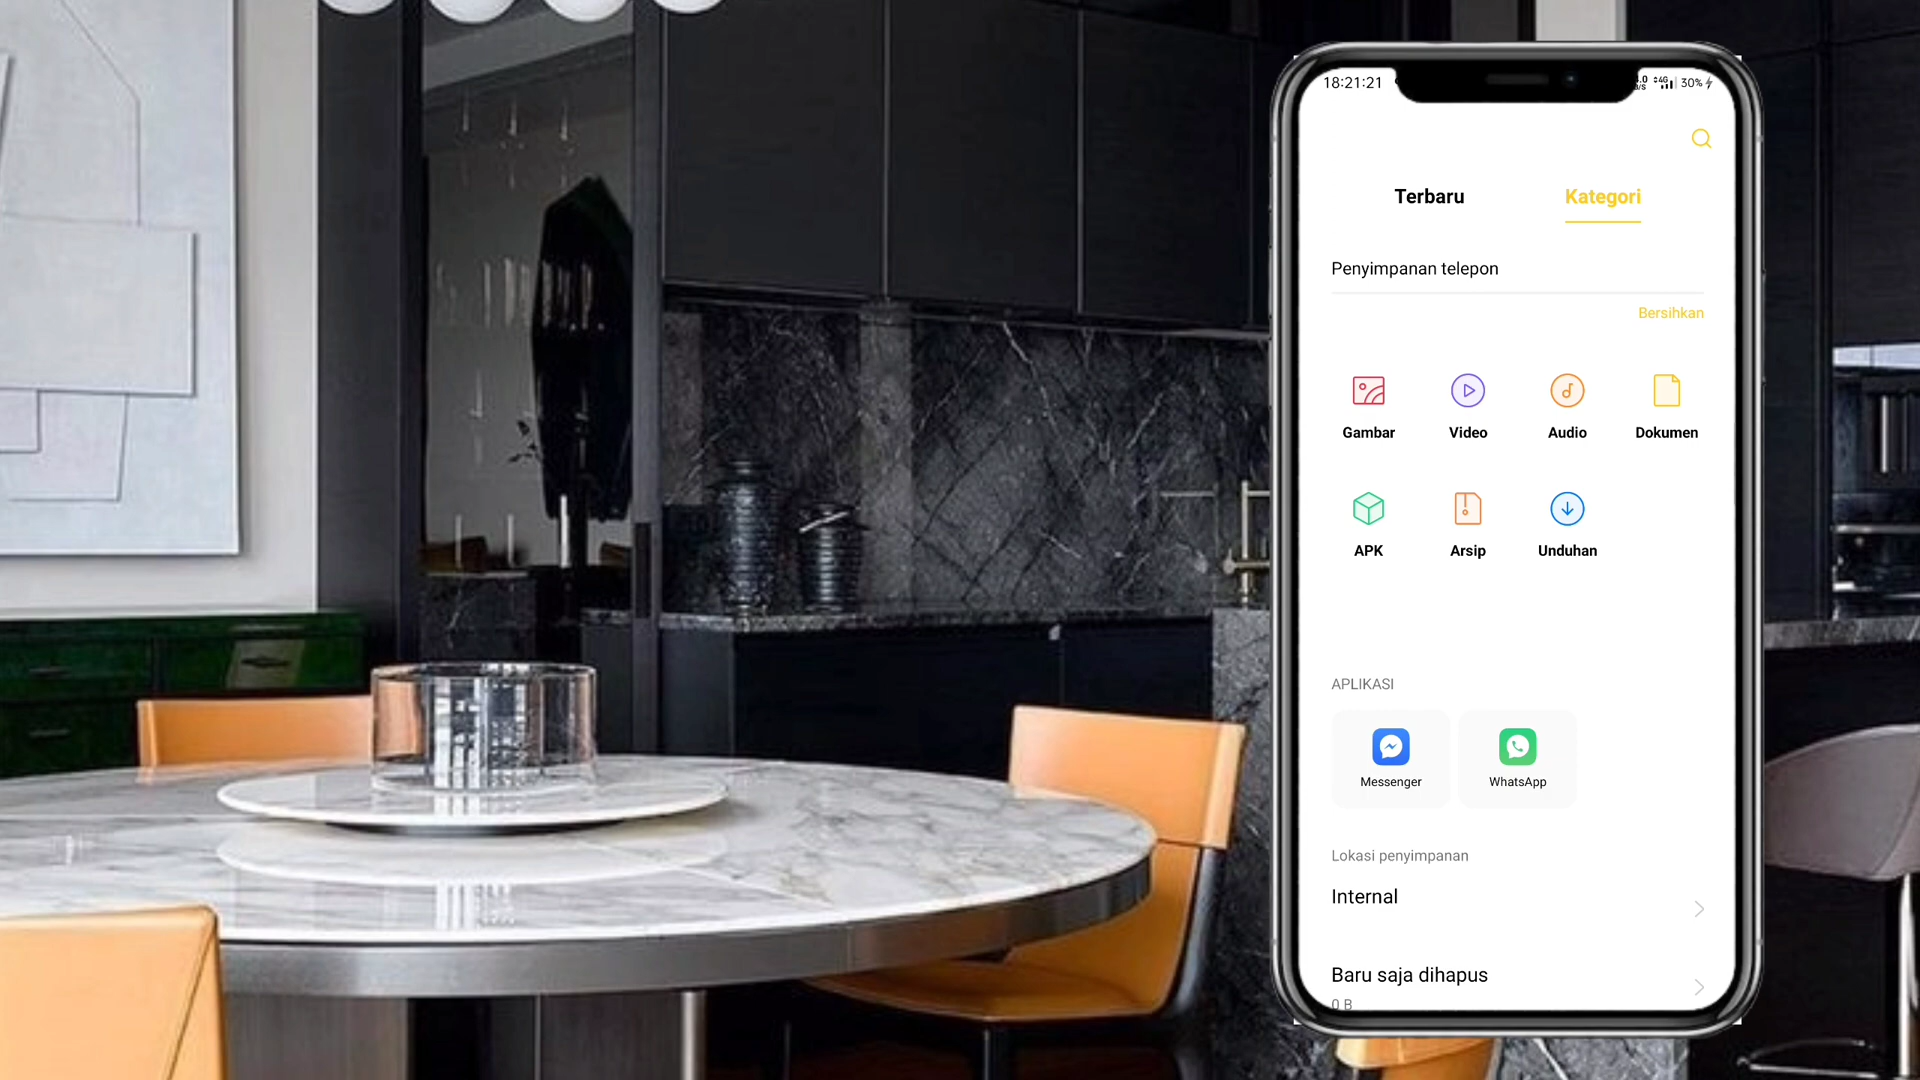 18:21:21
4G 30%
Terbaru Kategori
Penyimpanan telepon
Bersihkan
Gambar Video Audio Dokumen
APK Arsip Unduhan
APLIKASI
Messenger WhatsApp
Lokasi penyimpanan
Internal
Baru saja dihapus
0 B